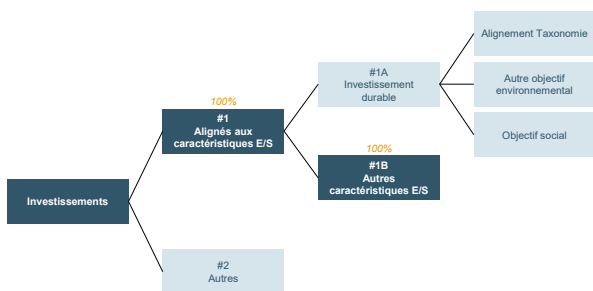 Investissements
100%
#1
Alignés aux
caractéristiques E/S
#2
Autres
#1A
Investissement
durable
100%
#1B
Autres
caractéristiques E/S
Alignement Taxonomie
Autre objectif
environnemental
Objectif social